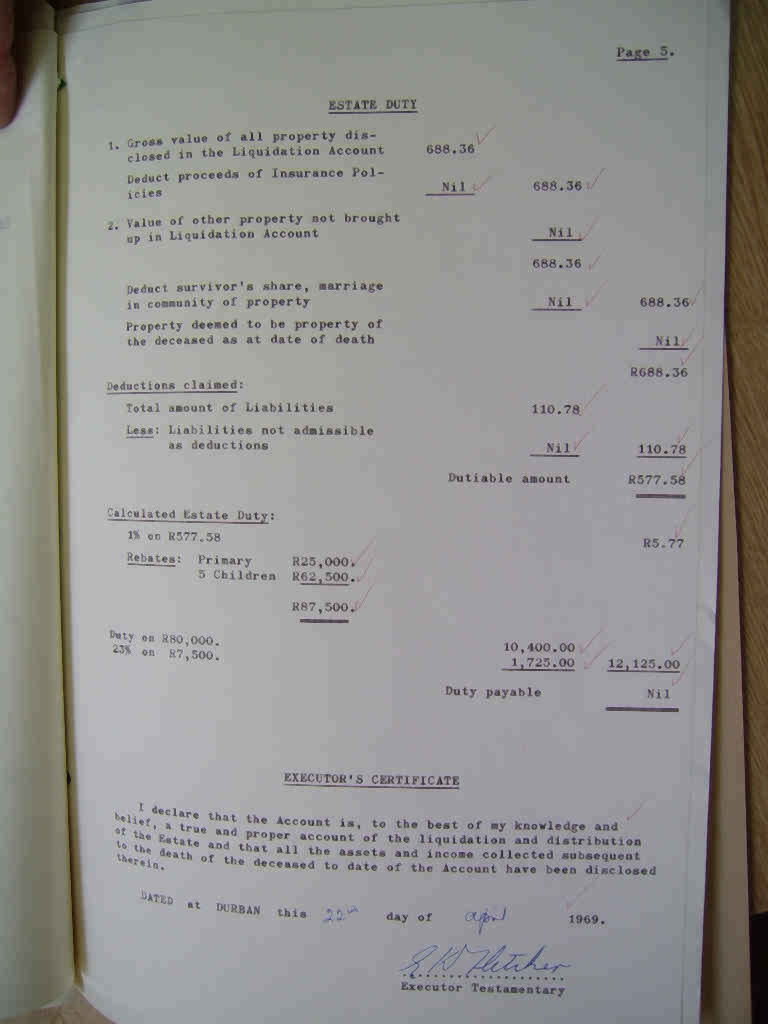 Page 5.
ESTATE DUTY
1. Gross value of all property dis-
closed in the Liquidation Account 688.36
Deduct proceeds of Insurance Pol-
icies Nil 688.36
2. Value of other property not brought
up in Liquidation Account Nil
688.36
Deduct survivor's share, marriage
in community of property Nil 688.36
Property deemed to be property of
the deceased as at date of death Nil
R688.36
Deductions claimed:
Total amount of Liabilities 110.78
Less: Liabilities not admissible
as deductions Nil 110.78
Dutiable amount R577.58
Calculated Estate Duty:
1% on R577.58 R5.77
Rebates: Primary R25,000.
5 Children R62,500.
R87,500.
Duty on R80,000. 10,400.00
23% on R7,500. 1,725.00 12,125.00
Duty payable Nil
EXECUTOR'S CERTIFICATE
I declare that the Account is, to the best of my knowledge and
belief, a true and proper account of the liquidation and distribution
of the Estate and that all the assets and income collected subsequent
to the death of the deceased to date of the Account have been disclosed
therein.
DATED at DURBAN this 22nd day of April 1969.
Fletcher
Executor Testamentary